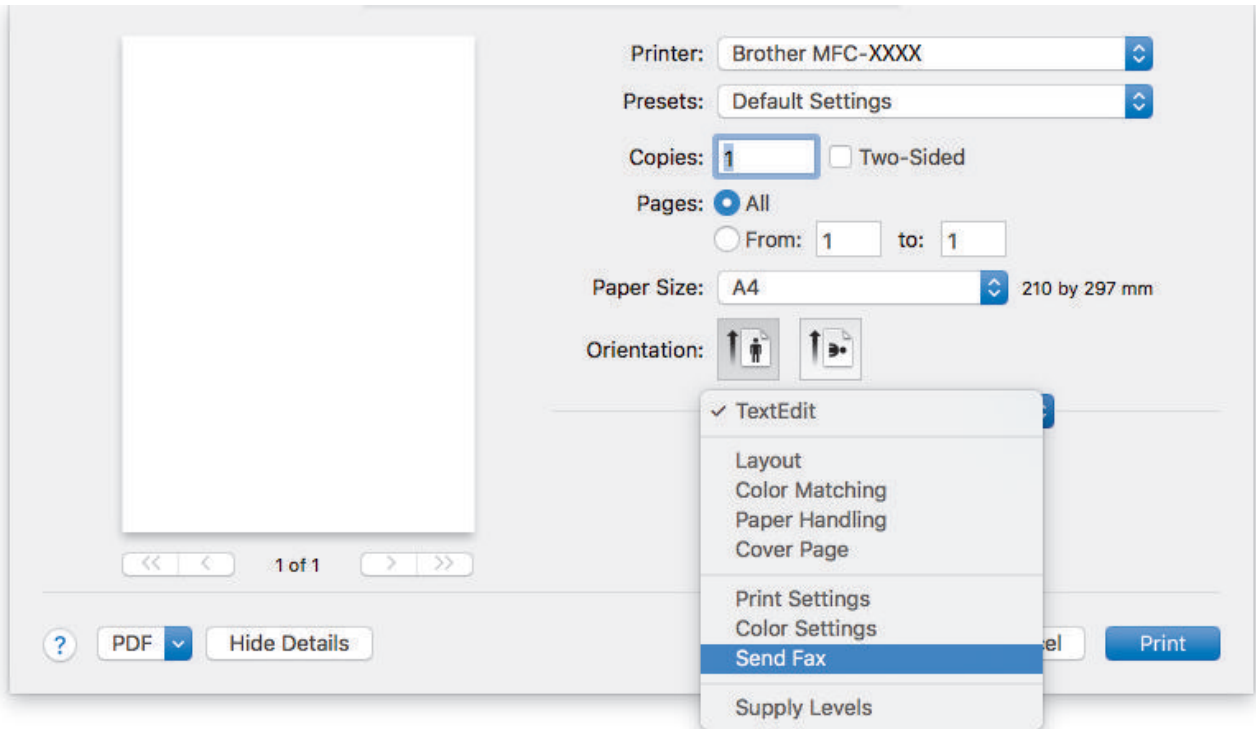 Printer: Brother MFC-XXXX
Presets: Default Settings
Copies: 1 Two-Sided
Pages: All
From: 1 to: 1
Paper Size: A4 210 by 297 mm
Orientation:
✓ TextEdit
Layout
Color Matching
Paper Handling
Cover Page
<< < 1 of 1 > >>
Print Settings
Color Settings
? PDF Hide Details el Print
Send Fax
Supply Levels